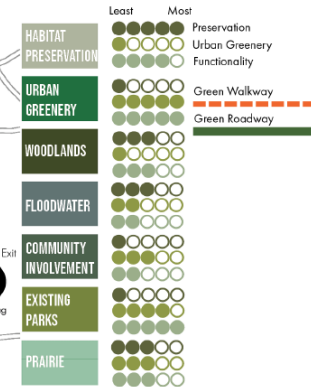 Least Most
HABITAT
PRESERVATION
Preservation
Urban Greenery
Functionality
URBAN
GREENERY
Green Walkway
Green Roadway
WOODLANDS
FLOODWATER
Exit
COMMUNITY
INVOLVEMENT
EXISTING
PARKS
PRAIRIE